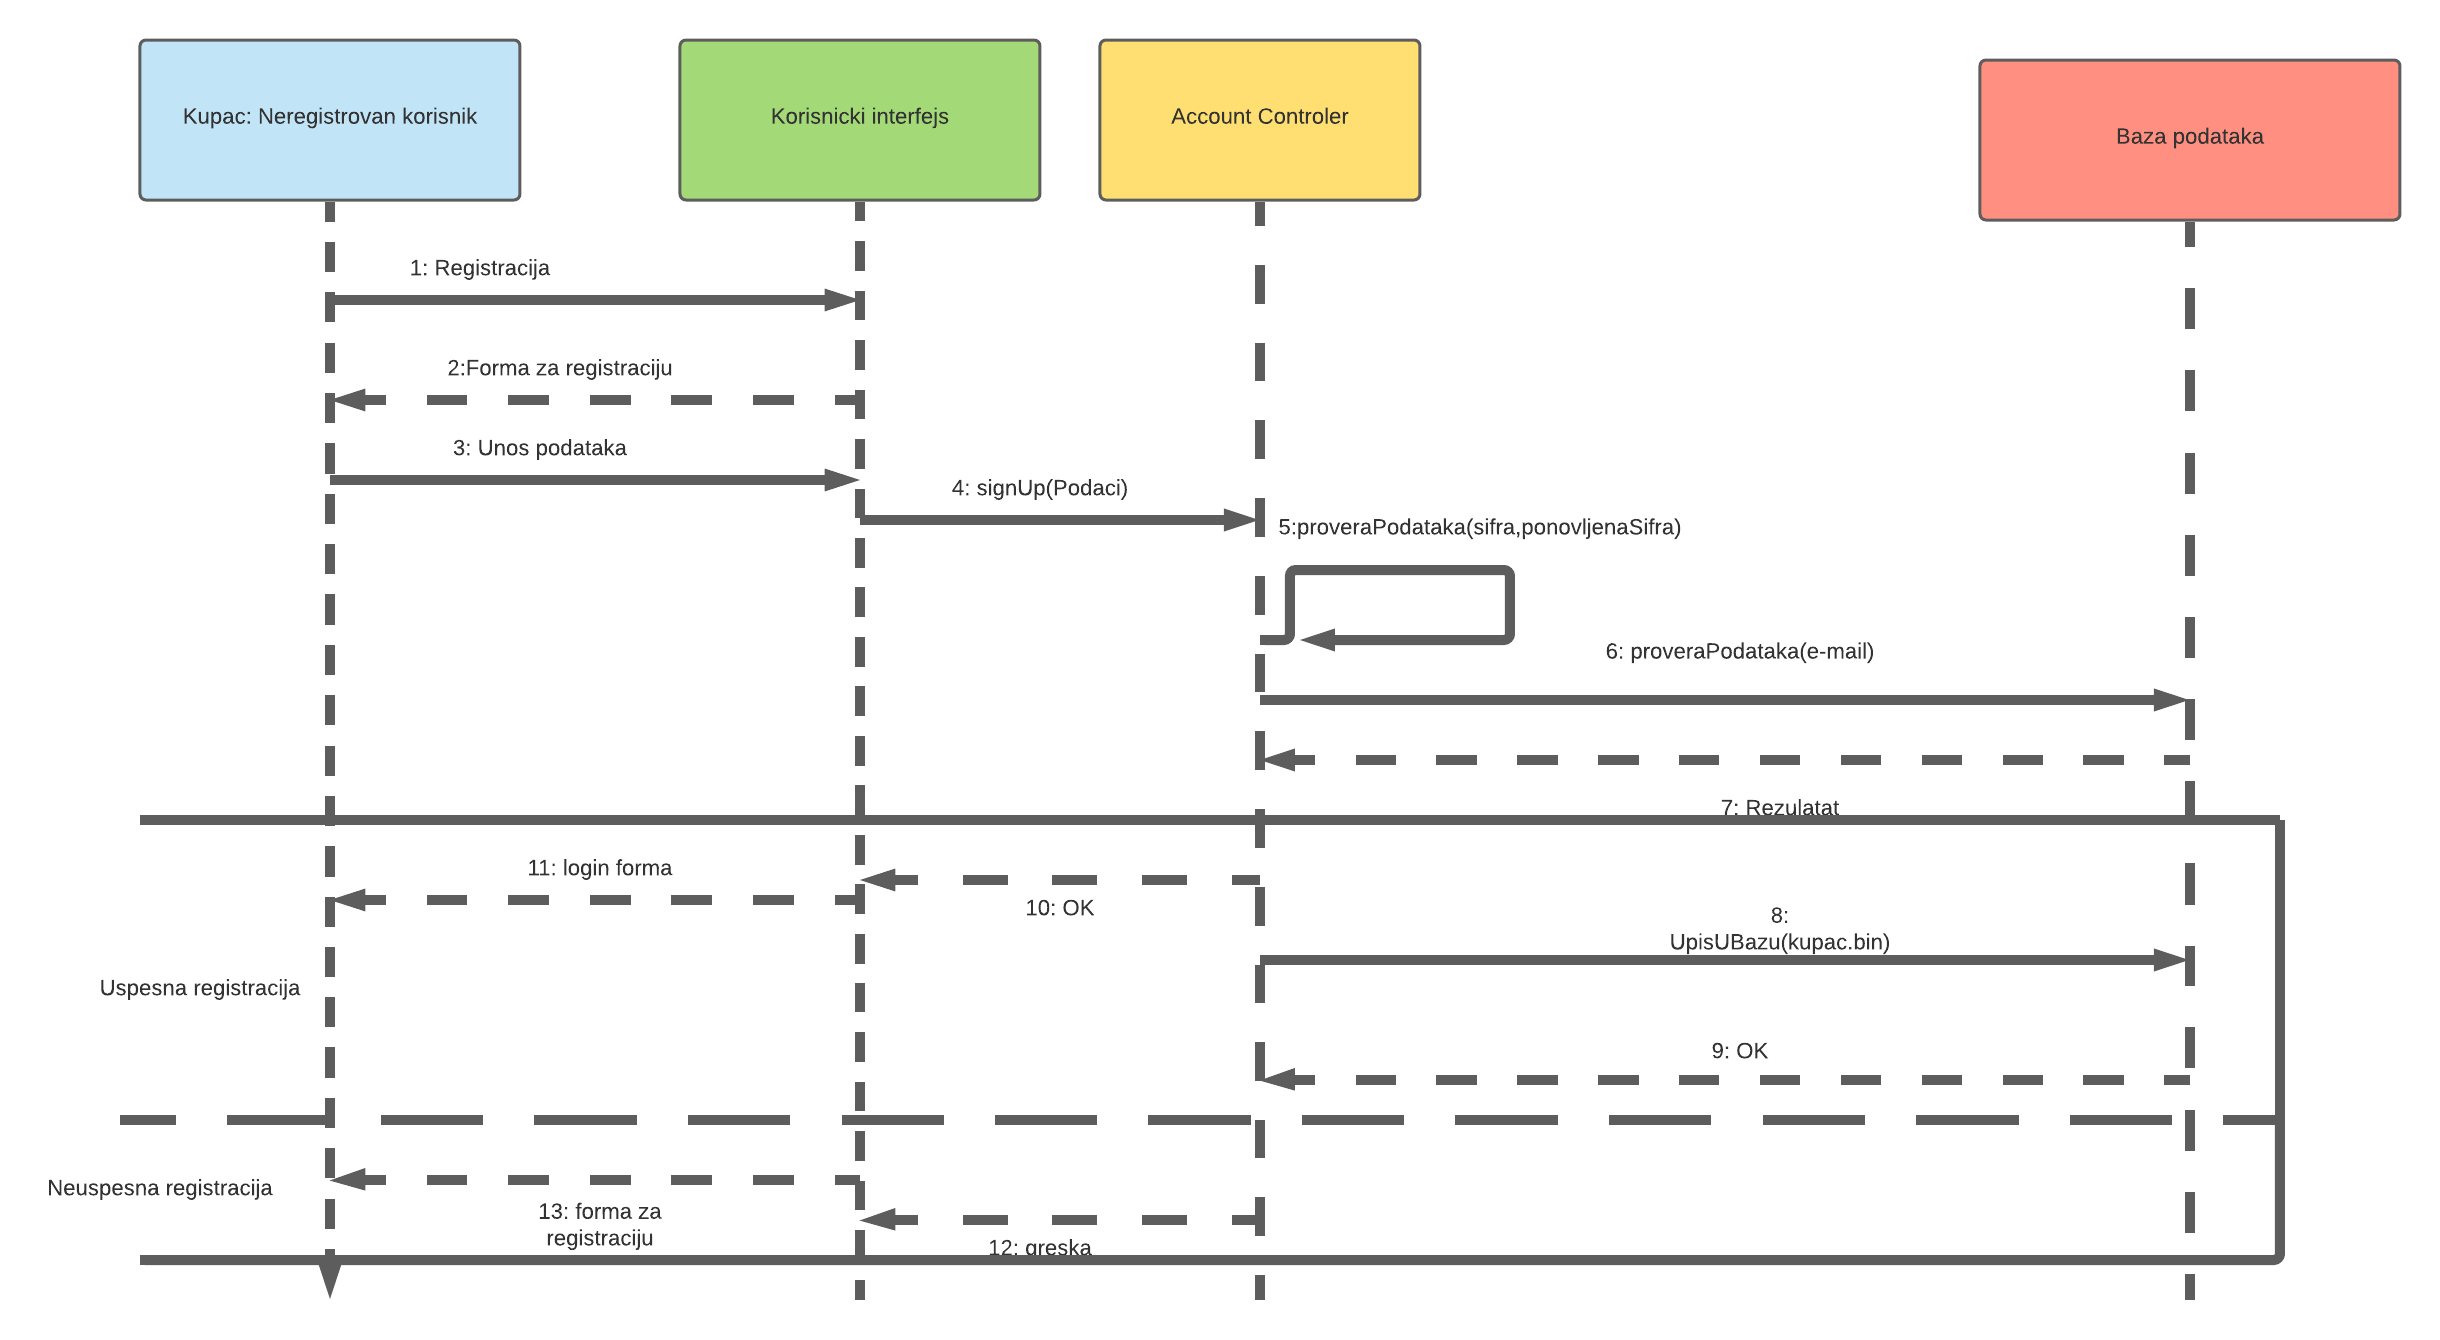 Kupac: Neregistrovan korisnik
Korisnicki interfejs
Account Controler
Baza podataka
1: Registracija
2:Forma za registraciju
3: Unos podataka
4: signUp(Podaci)
5:proveraPodataka(sifra,ponovljenaSifra)
6: proveraPodataka(e-mail)
7: Rezulatat
11: login forma
10: OK
8:
UpisUBazu(kupac.bin)
Uspesna registracija
9: OK
Neuspesna registracija
13: forma za
registraciju
12: greska